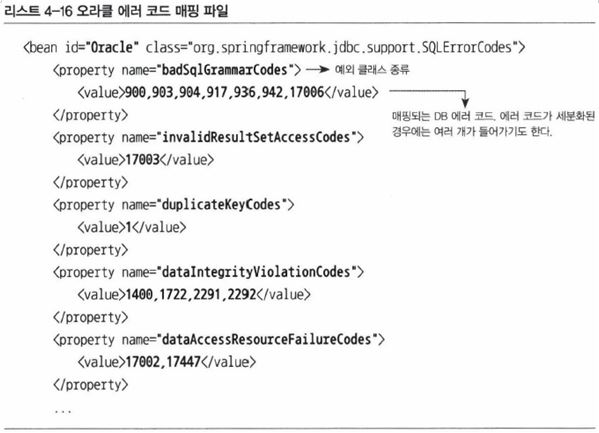 리스트 4-16 오라클 에러 코드 매핑 파일
<bean id="Oracle" class="org.springframework.jdbc.support.SQLErrorCodes">
<property name="badSqlGrammarCodes"> → 예외 클래스 종류
<value>900,903,904,917,936,942,17006</value>
매핑되는 DB 에러 코드. 에러 코드가 세분화된
경우에는 여러 개가 들어가기도 한다.
</property>
<property name="invalidResultSetAccessCodes">
<value>17003</value>
</property>
<property name="duplicateKeyCodes">
<value>1</value>
</property>
<property name="dataIntegrityViolationCodes">
<value>1400,1722,2291,2292</value>
</property>
<property name="dataAccessResourceFailureCodes">
<value>17002,17447</value>
</property>
...